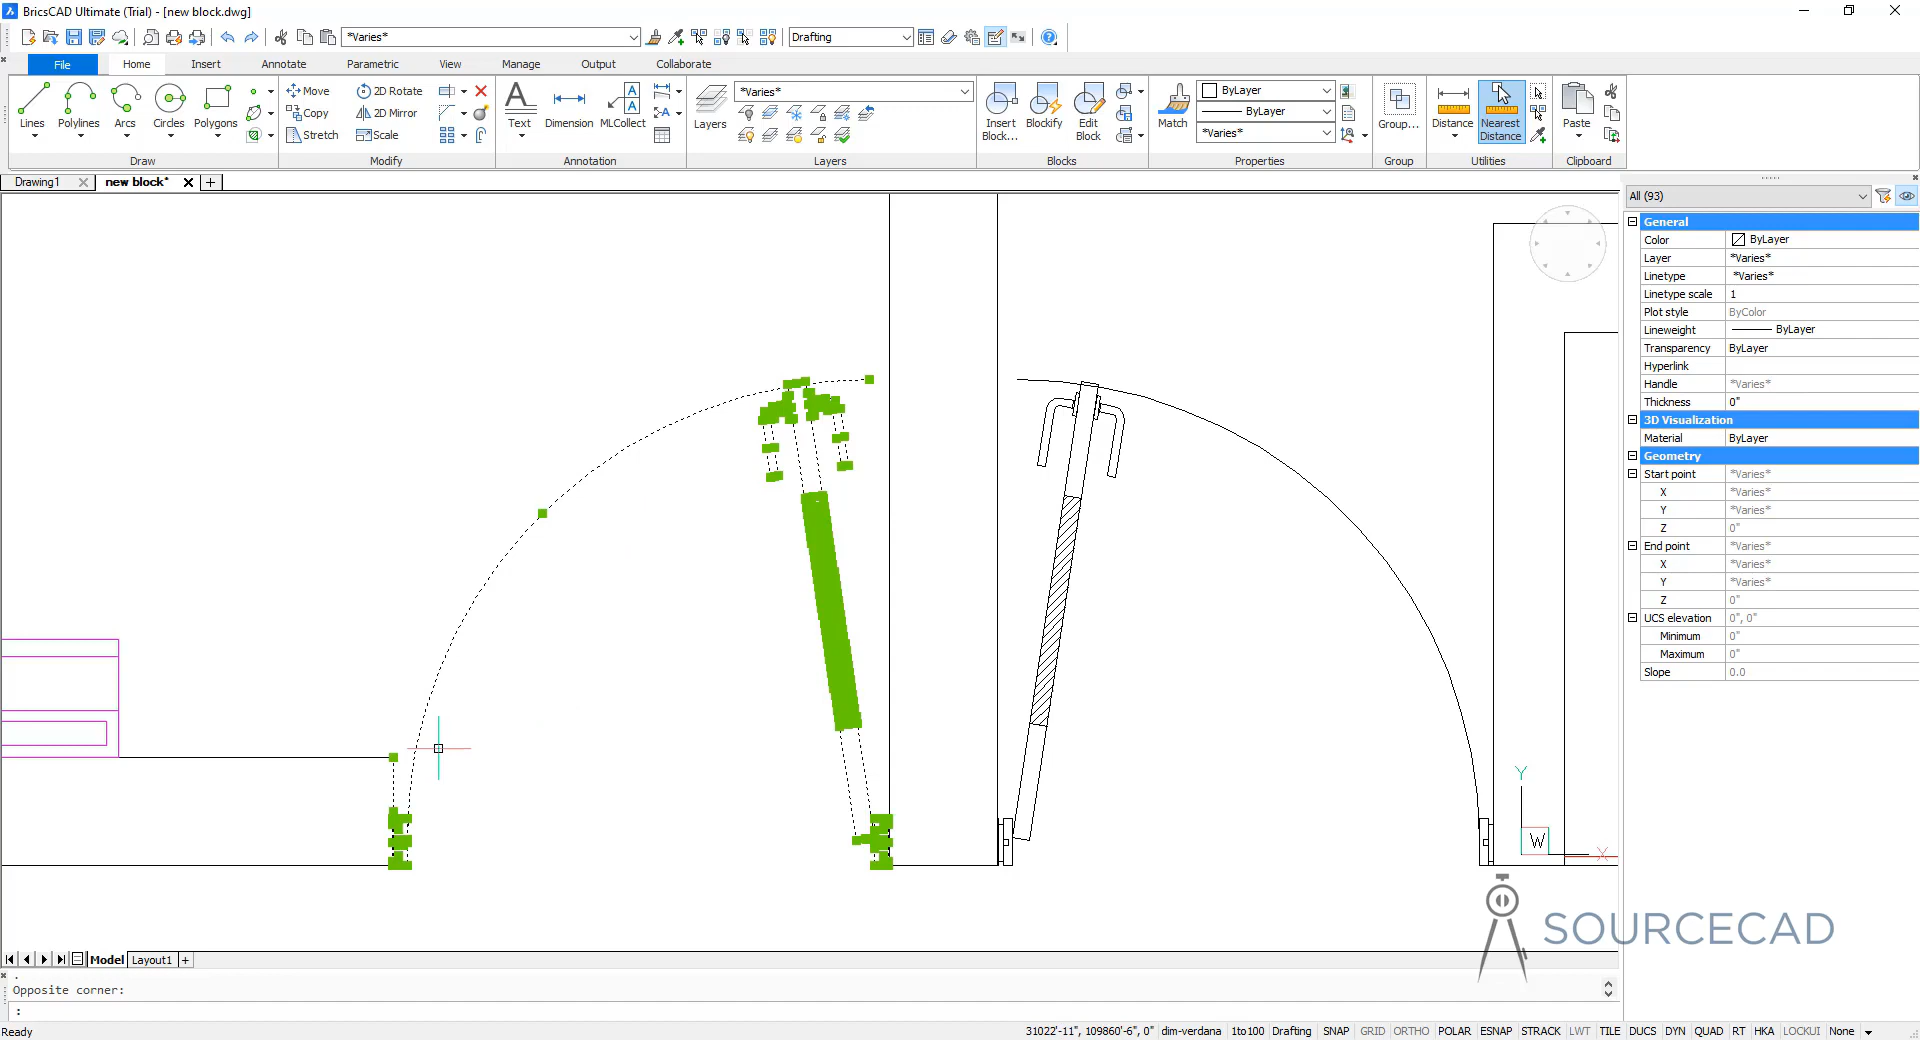 BricsCAD Ultimate (Trial) - [new block.dwg]
*Varies*
Drafting
File
Home
Insert
Annotate
Parametric
View
Manage
Output
Collaborate
Lines
Polylines
Arcs
Circles
Polygons
Draw
Move
Copy
Stretch
2D Rotate
2D Mirror
Scale
Modify
Text
Dimension
MLCollect
Annotation
Layers
*Varies*
Layers
Insert Block...
Blockify
Edit Block
Blocks
Match
ByLayer
ByLayer
*Varies*
Properties
Group...
Group
Distance
Nearest Distance
Utilities
Paste
Clipboard
Drawing1
new block*
All (93)
General
Color ByLayer
Layer *Varies*
Linetype *Varies*
Linetype scale 1
Plot style ByColor
Lineweight ByLayer
Transparency ByLayer
Hyperlink
Handle *Varies*
Thickness 0"
3D Visualization
Material ByLayer
Geometry
Start point *Varies*
X *Varies*
Y *Varies*
Z 0"
End point *Varies*
X *Varies*
Y *Varies*
Z 0"
UCS elevation 0", 0"
Minimum 0"
Maximum 0"
Slope 0.0
Y
W
X
SOURCECAD
Model
Layout1
Opposite corner:
:
Ready
31022'-11", 109860'-6", 0" dim-verdana 1to100 Drafting SNAP GRID ORTHO POLAR ESNAP STRACK LWT TILE DUCS DYN QUAD RT HKA LOCKUI None